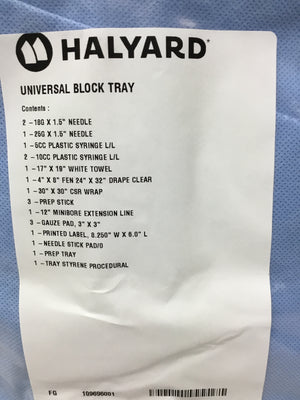 HALYARD*
UNIVERSAL BLOCK TRAY
Contents :
2 -18G X 1.5" NEEDLE
1 -25G X 1.5" NEEDLE
1 -5CC PLASTIC SYRINGE L/L
2 -10CC PLASTIC SYRINGE L/L
1 -17" X 19" WHITE TOWEL
1 -4" X 8" FEN 24" X 32" DRAPE CLEAR
1 -30" X 30" CSR WRAP
3 -PREP STICK
1 -12" MINIBORE EXTENSION LINE
3 -GAUZE PAD, 3" X 3"
1 -PRINTED LABEL, 8.250" W X 6.0" L
1 -NEEDLE STICK PAD/0
1 -PREP TRAY
1 -TRAY STYRENE PROCEDURAL
FG 109696001